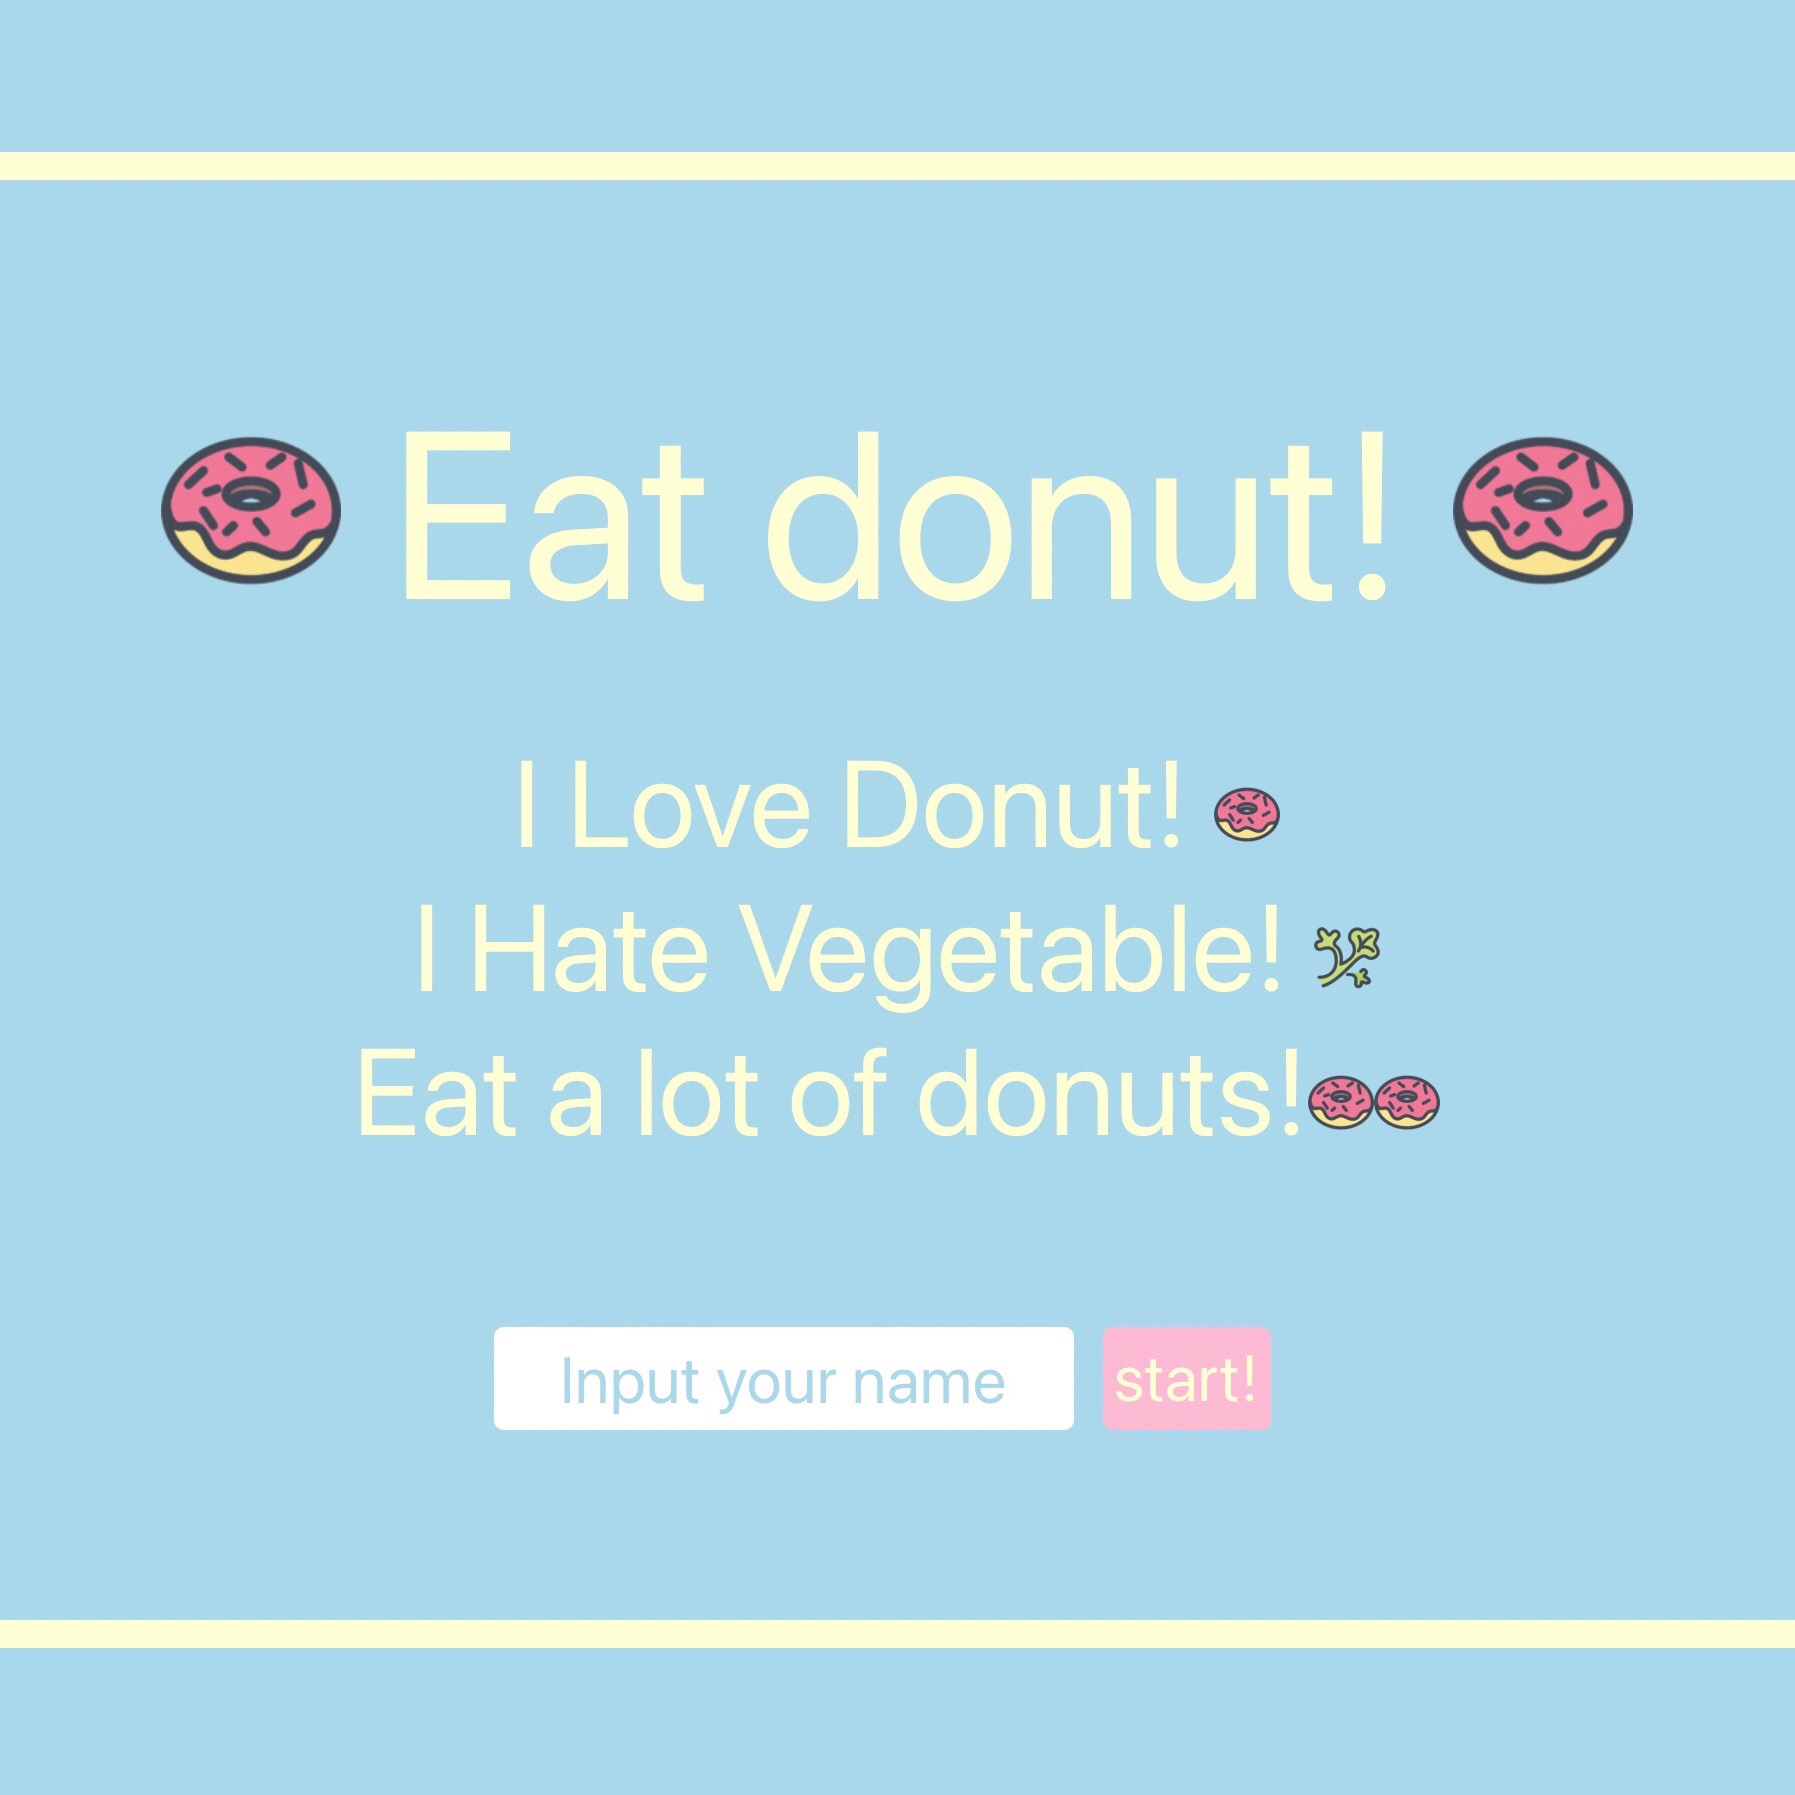 Eat donut!
I Love Donut!
I Hate Vegetable!
Eat a lot of donuts!
Input your name
start!